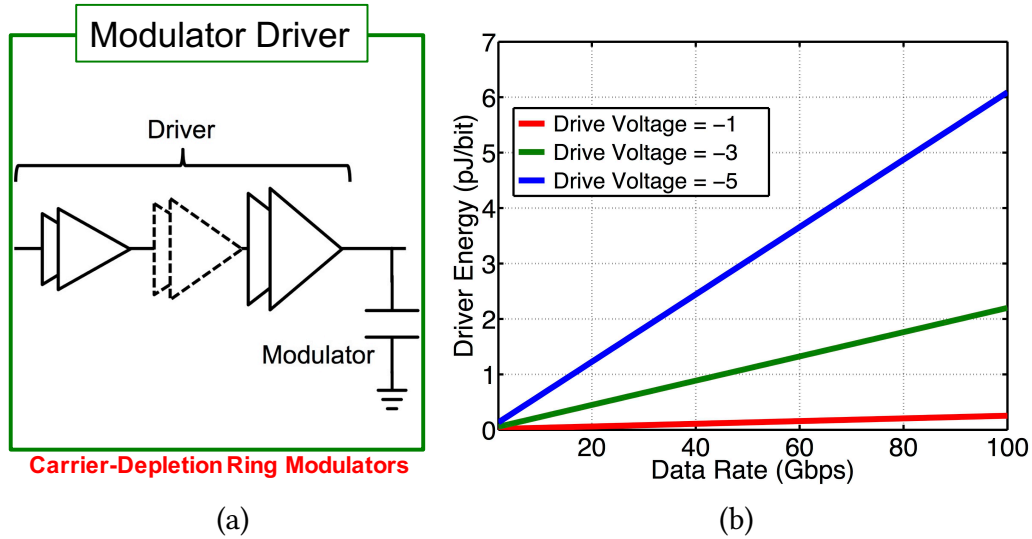 Modulator Driver
Driver
Modulator
Carrier-Depletion Ring Modulators
(a)
Driver Energy (pJ/bit)
7
6
5
4
3
2
1
0
Drive Voltage = −1
Drive Voltage = −3
Drive Voltage = −5
20 40 60 80 100
Data Rate (Gbps)
(b)